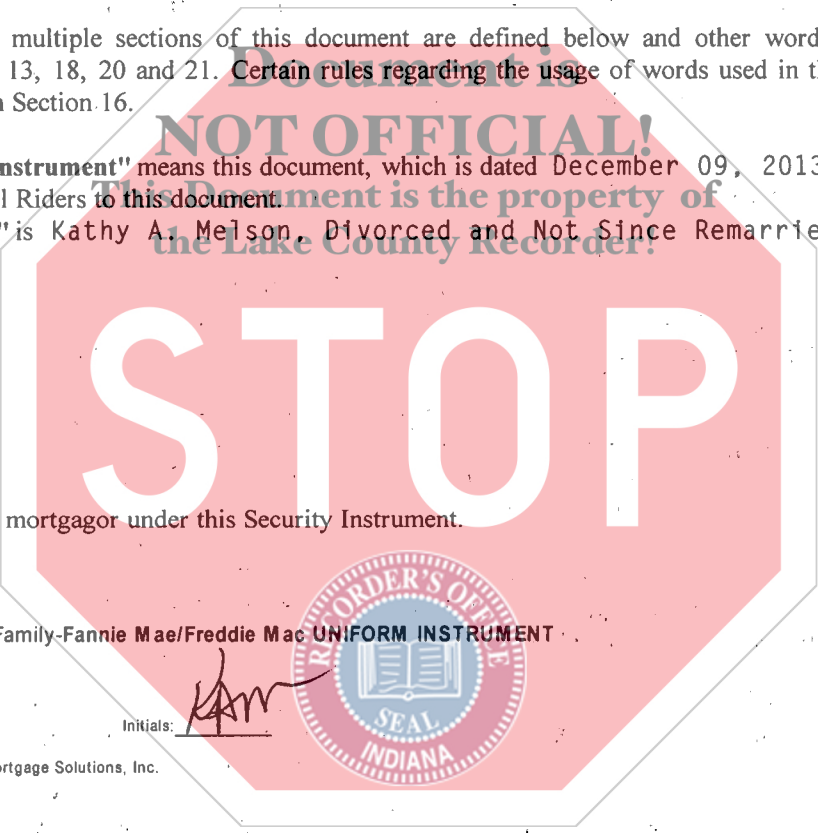 multiple sections of this document are defined below and other word
13, 18, 20 and 21. Certain rules regarding the usage of words used in th
Section 16.
Document is
NOT OFFICIAL!
This Document is the property of
the Lake County Recorder!
nstrument" means this document, which is dated December 09, 2013
l Riders to this document.
" is Kathy A. Melson, Divorced and Not Since Remarrie
STOP
mortgagor under this Security Instrument.
Family-Fannie Mae/Freddie Mac UNIFORM INSTRUMENT
RECORDER'S OFFICE
SEAL
INDIANA
Initials: KAM
ortgage Solutions, Inc.